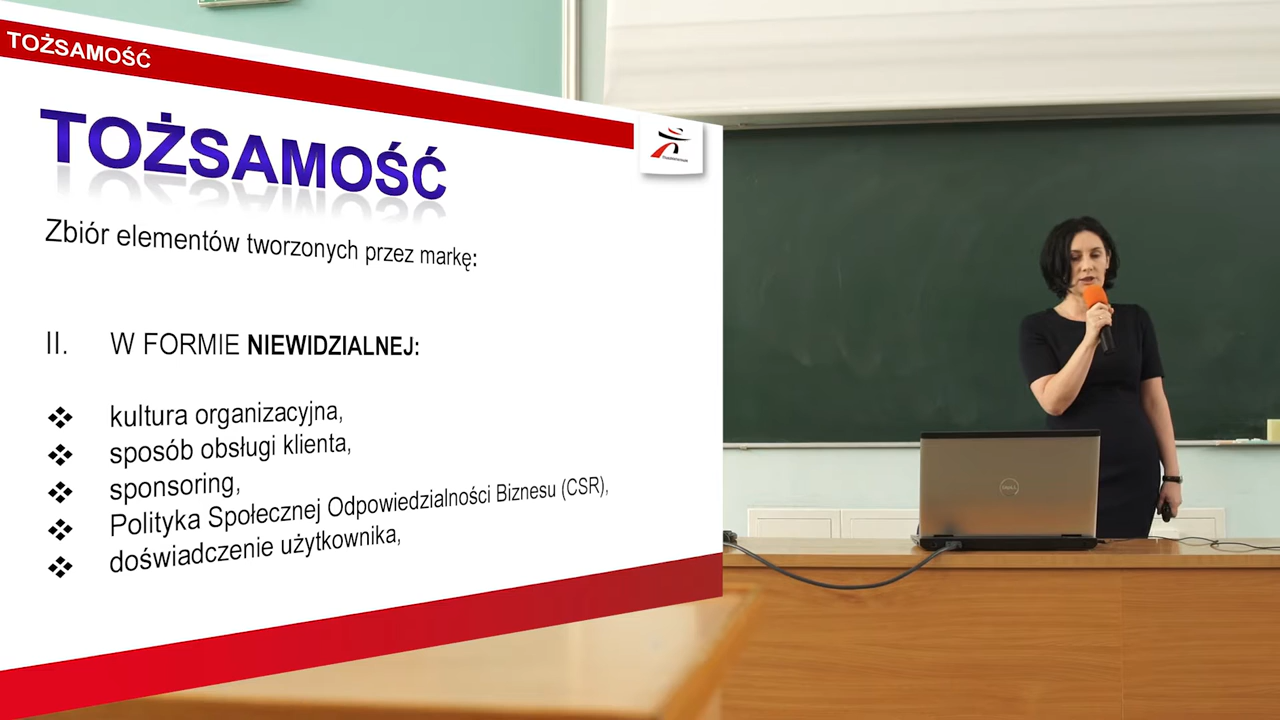 TOŻSAMOŚĆ
TOŻSAMOŚĆ
Zbiór elementów tworzonych przez markę:
II. W FORMIE NIEWIDZIALNEJ:
kultura organizacyjna,
sposób obsługi klienta,
sponsoring,
Polityka Społecznej Odpowiedzialności Biznesu (CSR),
doświadczenie użytkownika,
DELL